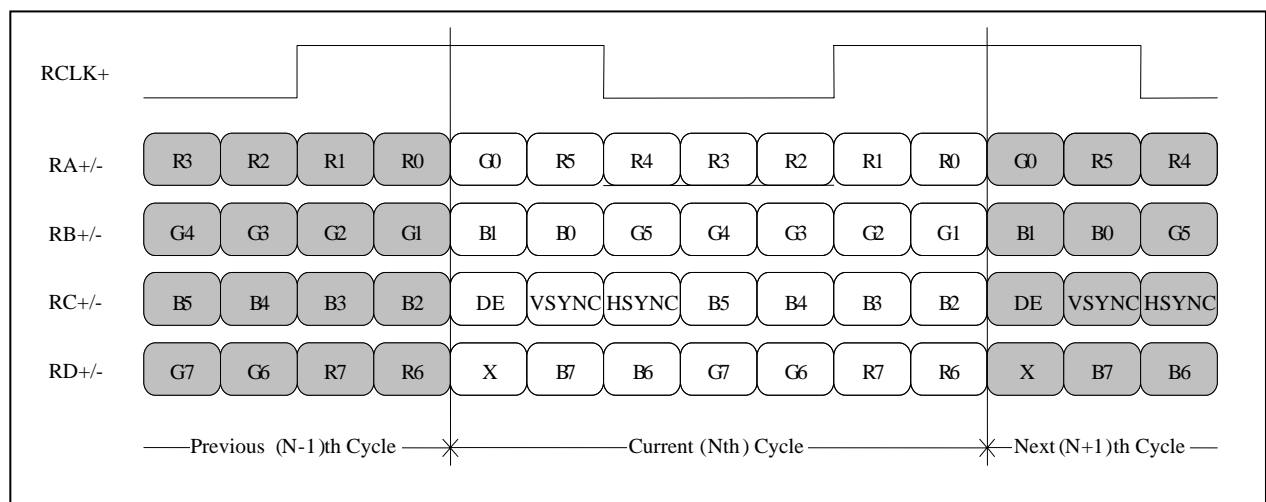 RCLK+
RA+/- R3 R2 R1 R0 G0 R5 R4 R3 R2 R1 R0 G0 R5 R4
RB+/- G4 G3 G2 G1 B1 B0 G5 G4 G3 G2 G1 B1 B0 G5
RC+/- B5 B4 B3 B2 DE VSYNC HSYNC B5 B4 B3 B2 DE VSYNC HSYNC
RD+/- G7 G6 R7 R6 X B7 B6 G7 G6 R7 R6 X B7 B6
Previous (N-1)th Cycle Current (Nth) Cycle Next (N+1)th Cycle